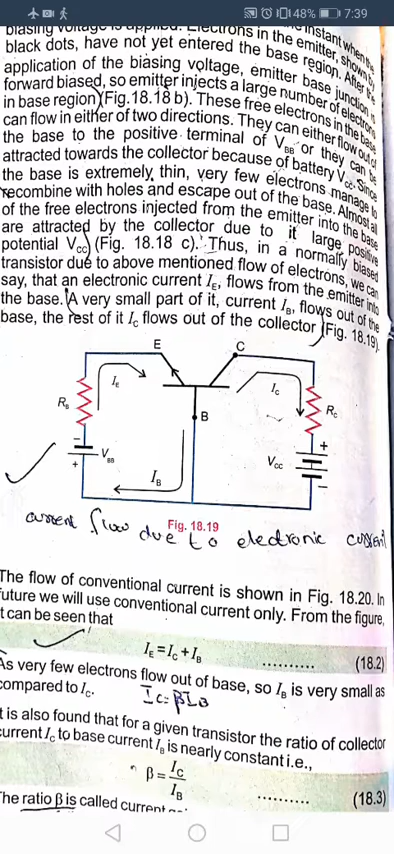 48% 7:39
biasing voltage is applied. Electrons in the emitter, shown by
the instant when the
black dots, have not yet entered the base region. After the
application of the biasing voltage, emitter base junction is
forward biased, so emitter injects a large number of electrons
in base region (Fig.18.18 b). These free electrons in the base
can flow in either of two directions. They can either flow out of
the base to the positive terminal of VBB or they can be
attracted towards the collector because of battery VCC. Since
the base is extremely thin, very few electrons manage to
recombine with holes and escape out of the base. Almost all
of the free electrons injected from the emitter into the base
are attracted by the collector due to it large positive
potential VCC (Fig. 18.18 c). Thus, in a normally biased
transistor due to above mentioned flow of electrons, we can
say, that an electronic current IE, flows from the emitter into
the base. A very small part of it, current IB, flows out of the
base, the rest of it IC flows out of the collector (Fig. 18.19).
E C
IE IC
RB RC
B
- +
VBB VCC
+ -
IB
Fig. 18.19
current flow due to electronic current
The flow of conventional current is shown in Fig. 18.20. In
future we will use conventional current only. From the figure,
it can be seen that
IE = IC + IB .......... (18.2)
As very few electrons flow out of base, so IB is very small as
compared to IC.
IC = βIB
It is also found that for a given transistor the ratio of collector
current IC to base current IB is nearly constant i.e.,
β = IC
IB
.......... (18.3)
The ratio β is called current